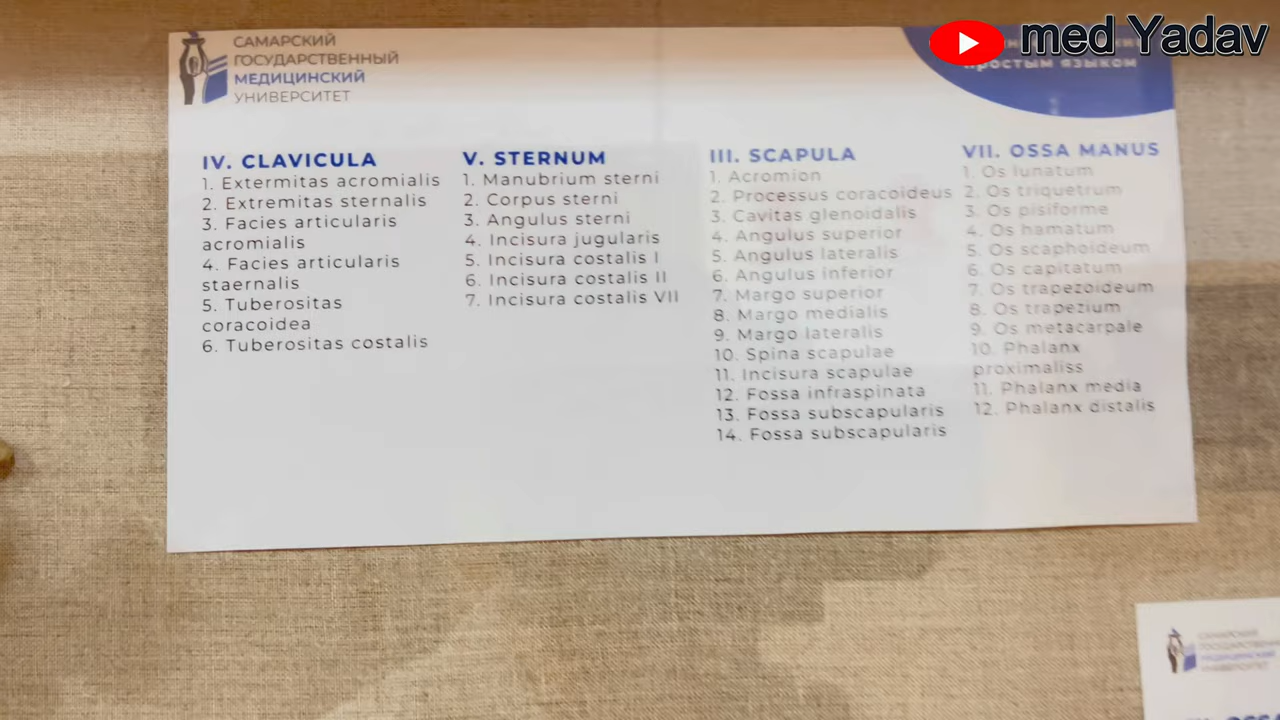 САМАРСКИЙ
ГОСУДАРСТВЕННЫЙ
МЕДИЦИНСКИЙ
УНИВЕРСИТЕТ
med Yadav
простым языком
IV. CLAVICULA
1. Extermitas acromialis
2. Extremitas sternalis
3. Facies articularis
acromialis
4. Facies articularis
staernalis
5. Tuberositas
coracoidea
6. Tuberositas costalis
V. STERNUM
1. Manubrium sterni
2. Corpus sterni
3. Angulus sterni
4. Incisura jugularis
5. Incisura costalis I
6. Incisura costalis II
7. Incisura costalis VII
III. SCAPULA
1. Acromion
2. Processus coracoideus
3. Cavitas glenoidalis
4. Angulus superior
5. Angulus lateralis
6. Angulus inferior
7. Margo superior
8. Margo medialis
9. Margo lateralis
10. Spina scapulae
11. Incisura scapulae
12. Fossa infraspinata
13. Fossa subscapularis
14. Fossa subscapularis
VII. OSSA MANUS
1. Os lunatum
2. Os triquetrum
3. Os pisiforme
4. Os hamatum
5. Os scaphoideum
6. Os capitatum
7. Os trapezoideum
8. Os trapezium
9. Os metacarpale
10. Phalanx
proximaliss
11. Phalanx media
12. Phalanx distalis
САМАРСКИЙ
ГОСУДАРСТВЕННЫЙ
МЕДИЦИНСКИЙ
УНИВЕРСИТЕТ